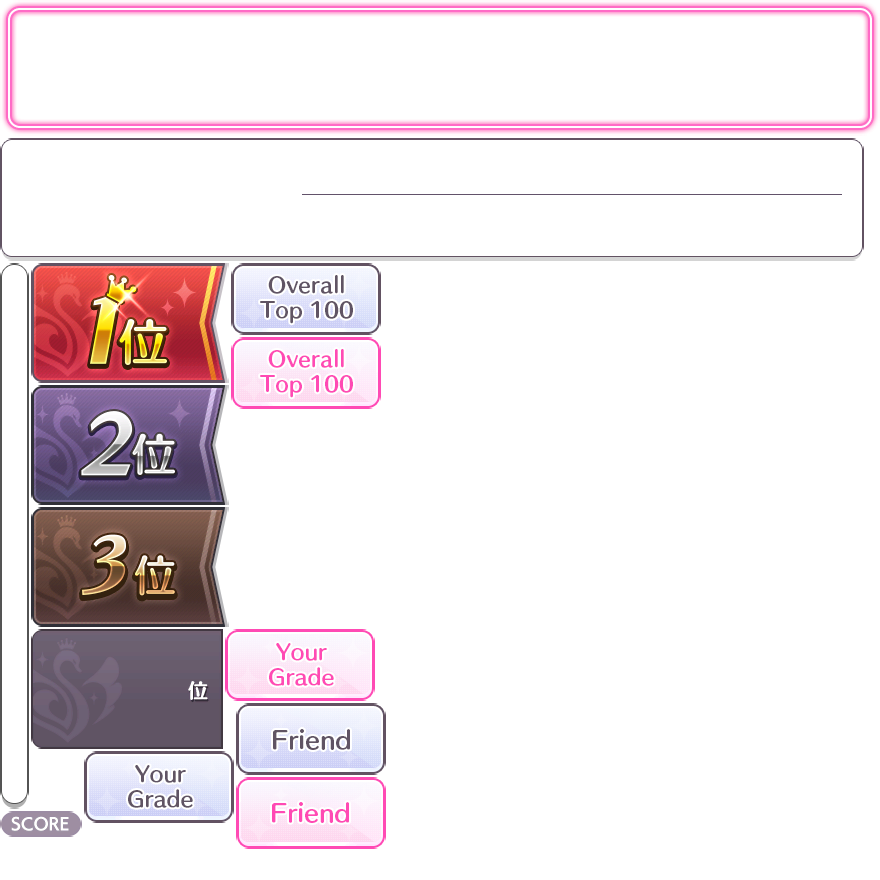 1位
Overall
Top 100
Overall
Top 100
2位
3位
位
Your
Grade
Friend
Your
Grade
Friend
SCORE